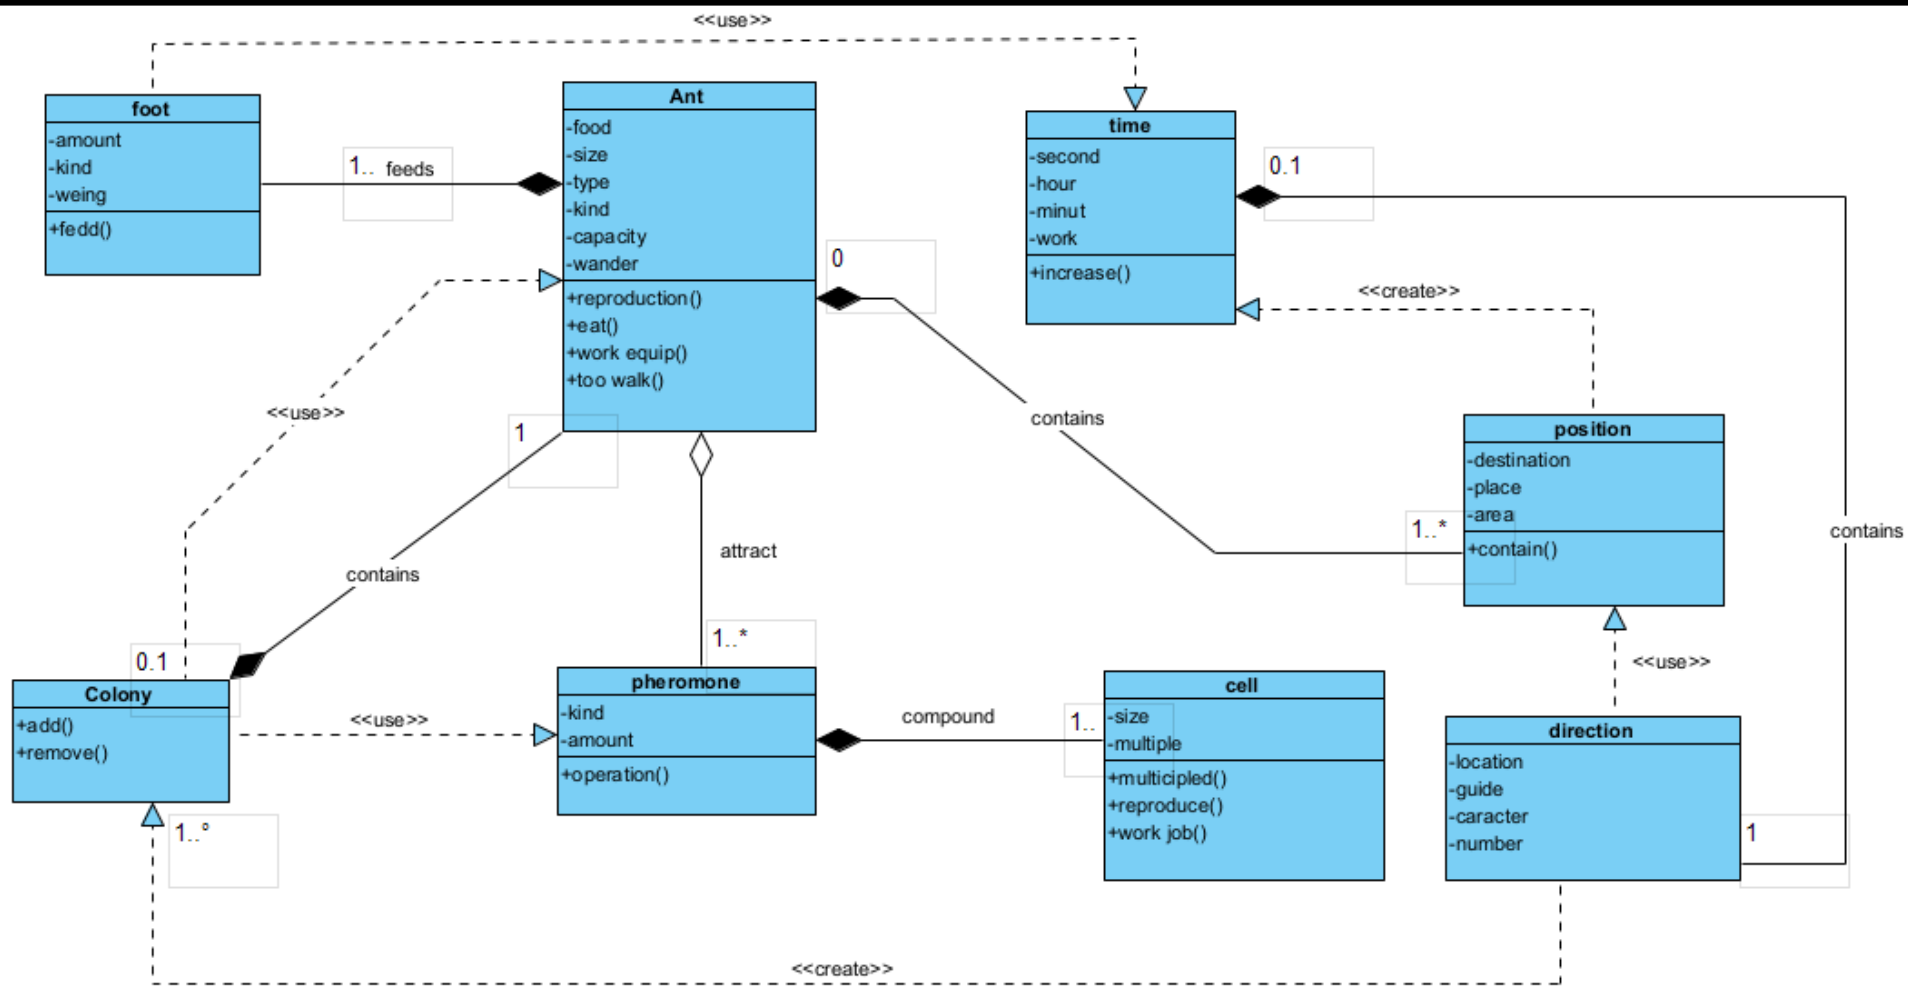 <<use>>
foot
-amount
-kind
-weing
+fedd()
1.. feeds
Ant
-food
-size
-type
-kind
-capacity
-wander
+reproduction()
+eat()
+work equip()
+too walk()
time
-second
-hour
-minut
-work
+increase()
0.1
0
<<create>>
<<use>>
1
contains
position
-destination
-place
-area
+contain()
1..*
contains
attract
contains
0.1
1..*
<<use>>
Colony
+add()
+remove()
<<use>>
pheromone
-kind
-amount
+operation()
compound
1..
cell
-size
-multiple
+multicipled()
+reproduce()
+work job()
direction
-location
-guide
-caracter
-number
1
1..°
<<create>>